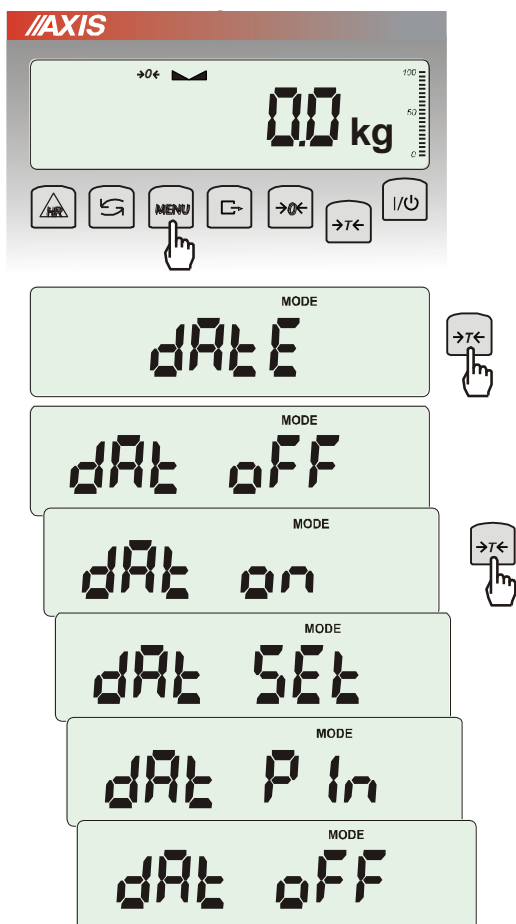 //AXIS
→0←
100
50
0
0.0 kg
HR MENU →0← →T← I/⏻
MODE
dAtE
→T←
MODE
dAt oFF
MODE
dAt on
→T←
MODE
dAt SEt
MODE
dAt PIn
MODE
dAt oFF